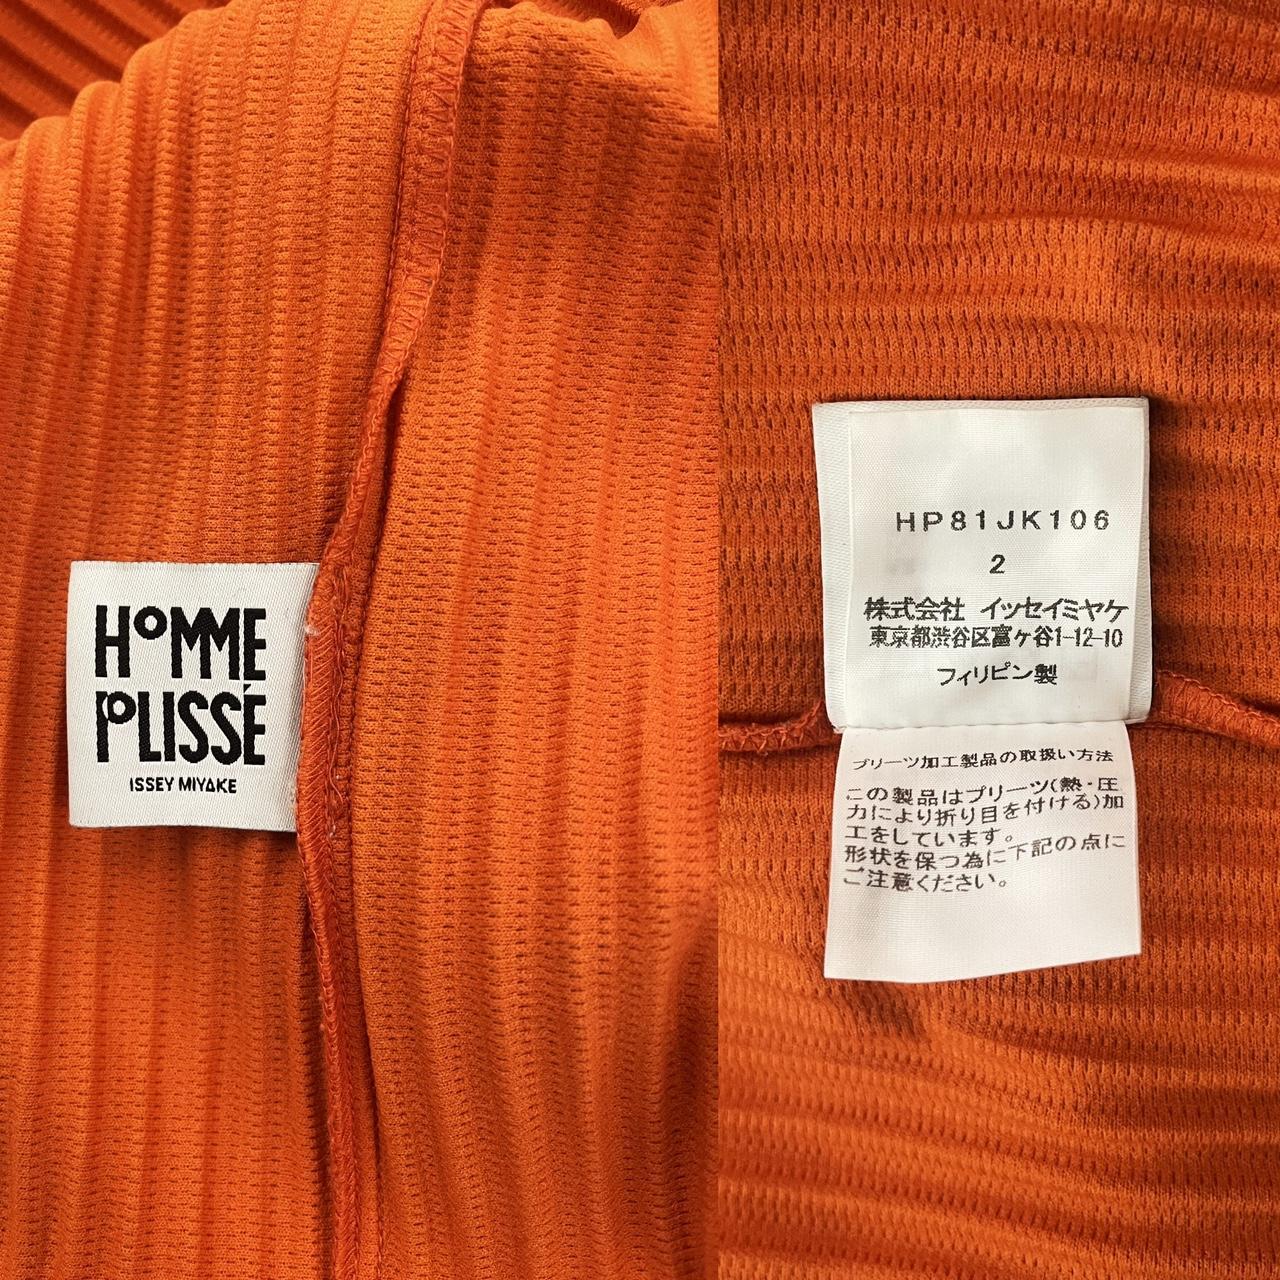 HOMME
PLISSÉ
ISSEY MIYAKE
HP81JK106
2
株式会社 イッセイミヤケ
東京都渋谷区富ヶ谷1-12-10
フィリピン製
プリーツ加工製品の取扱い方法
この製品はプリーツ(熱・圧
力により折り目を付ける)加
工をしています。
形状を保つ為に下記の点に
ご注意ください。